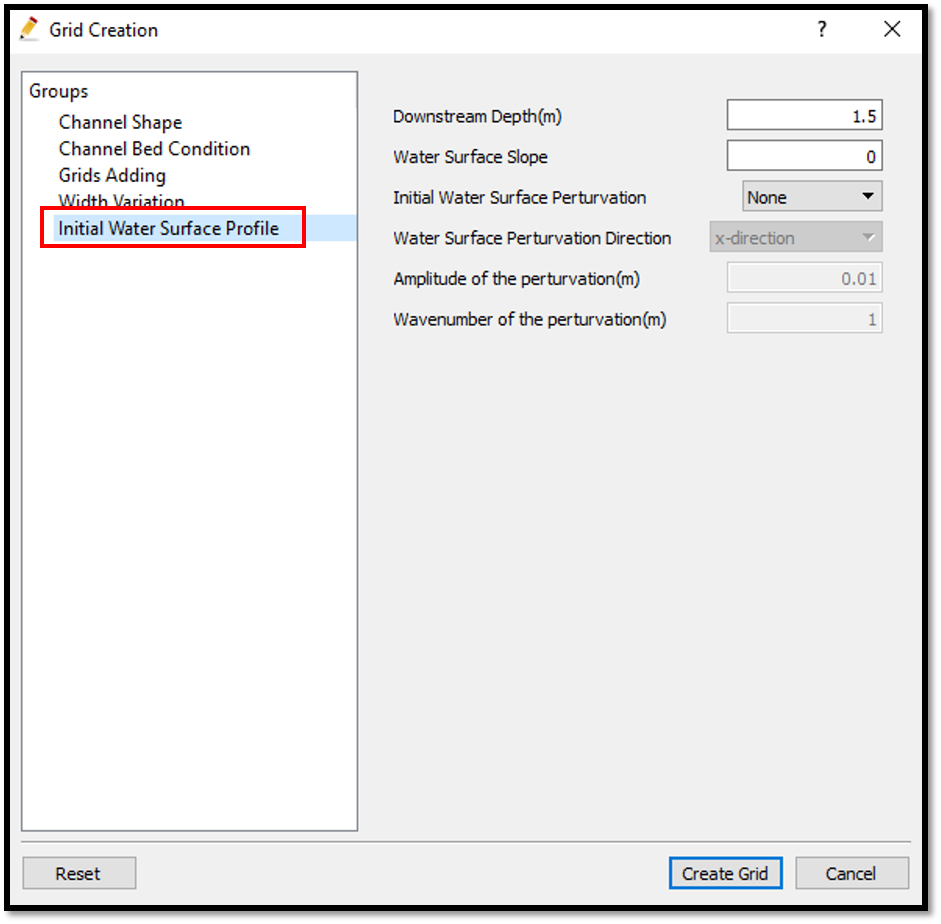 Grid Creation
?
Groups
Channel Shape
Channel Bed Condition
Grids Adding
Width Variation
Initial Water Surface Profile
Downstream Depth(m) 1.5
Water Surface Slope 0
Initial Water Surface Perturvation None
Water Surface Perturvation Direction x-direction
Amplitude of the perturvation(m) 0.01
Wavenumber of the perturvation(m) 1
Reset Create Grid Cancel